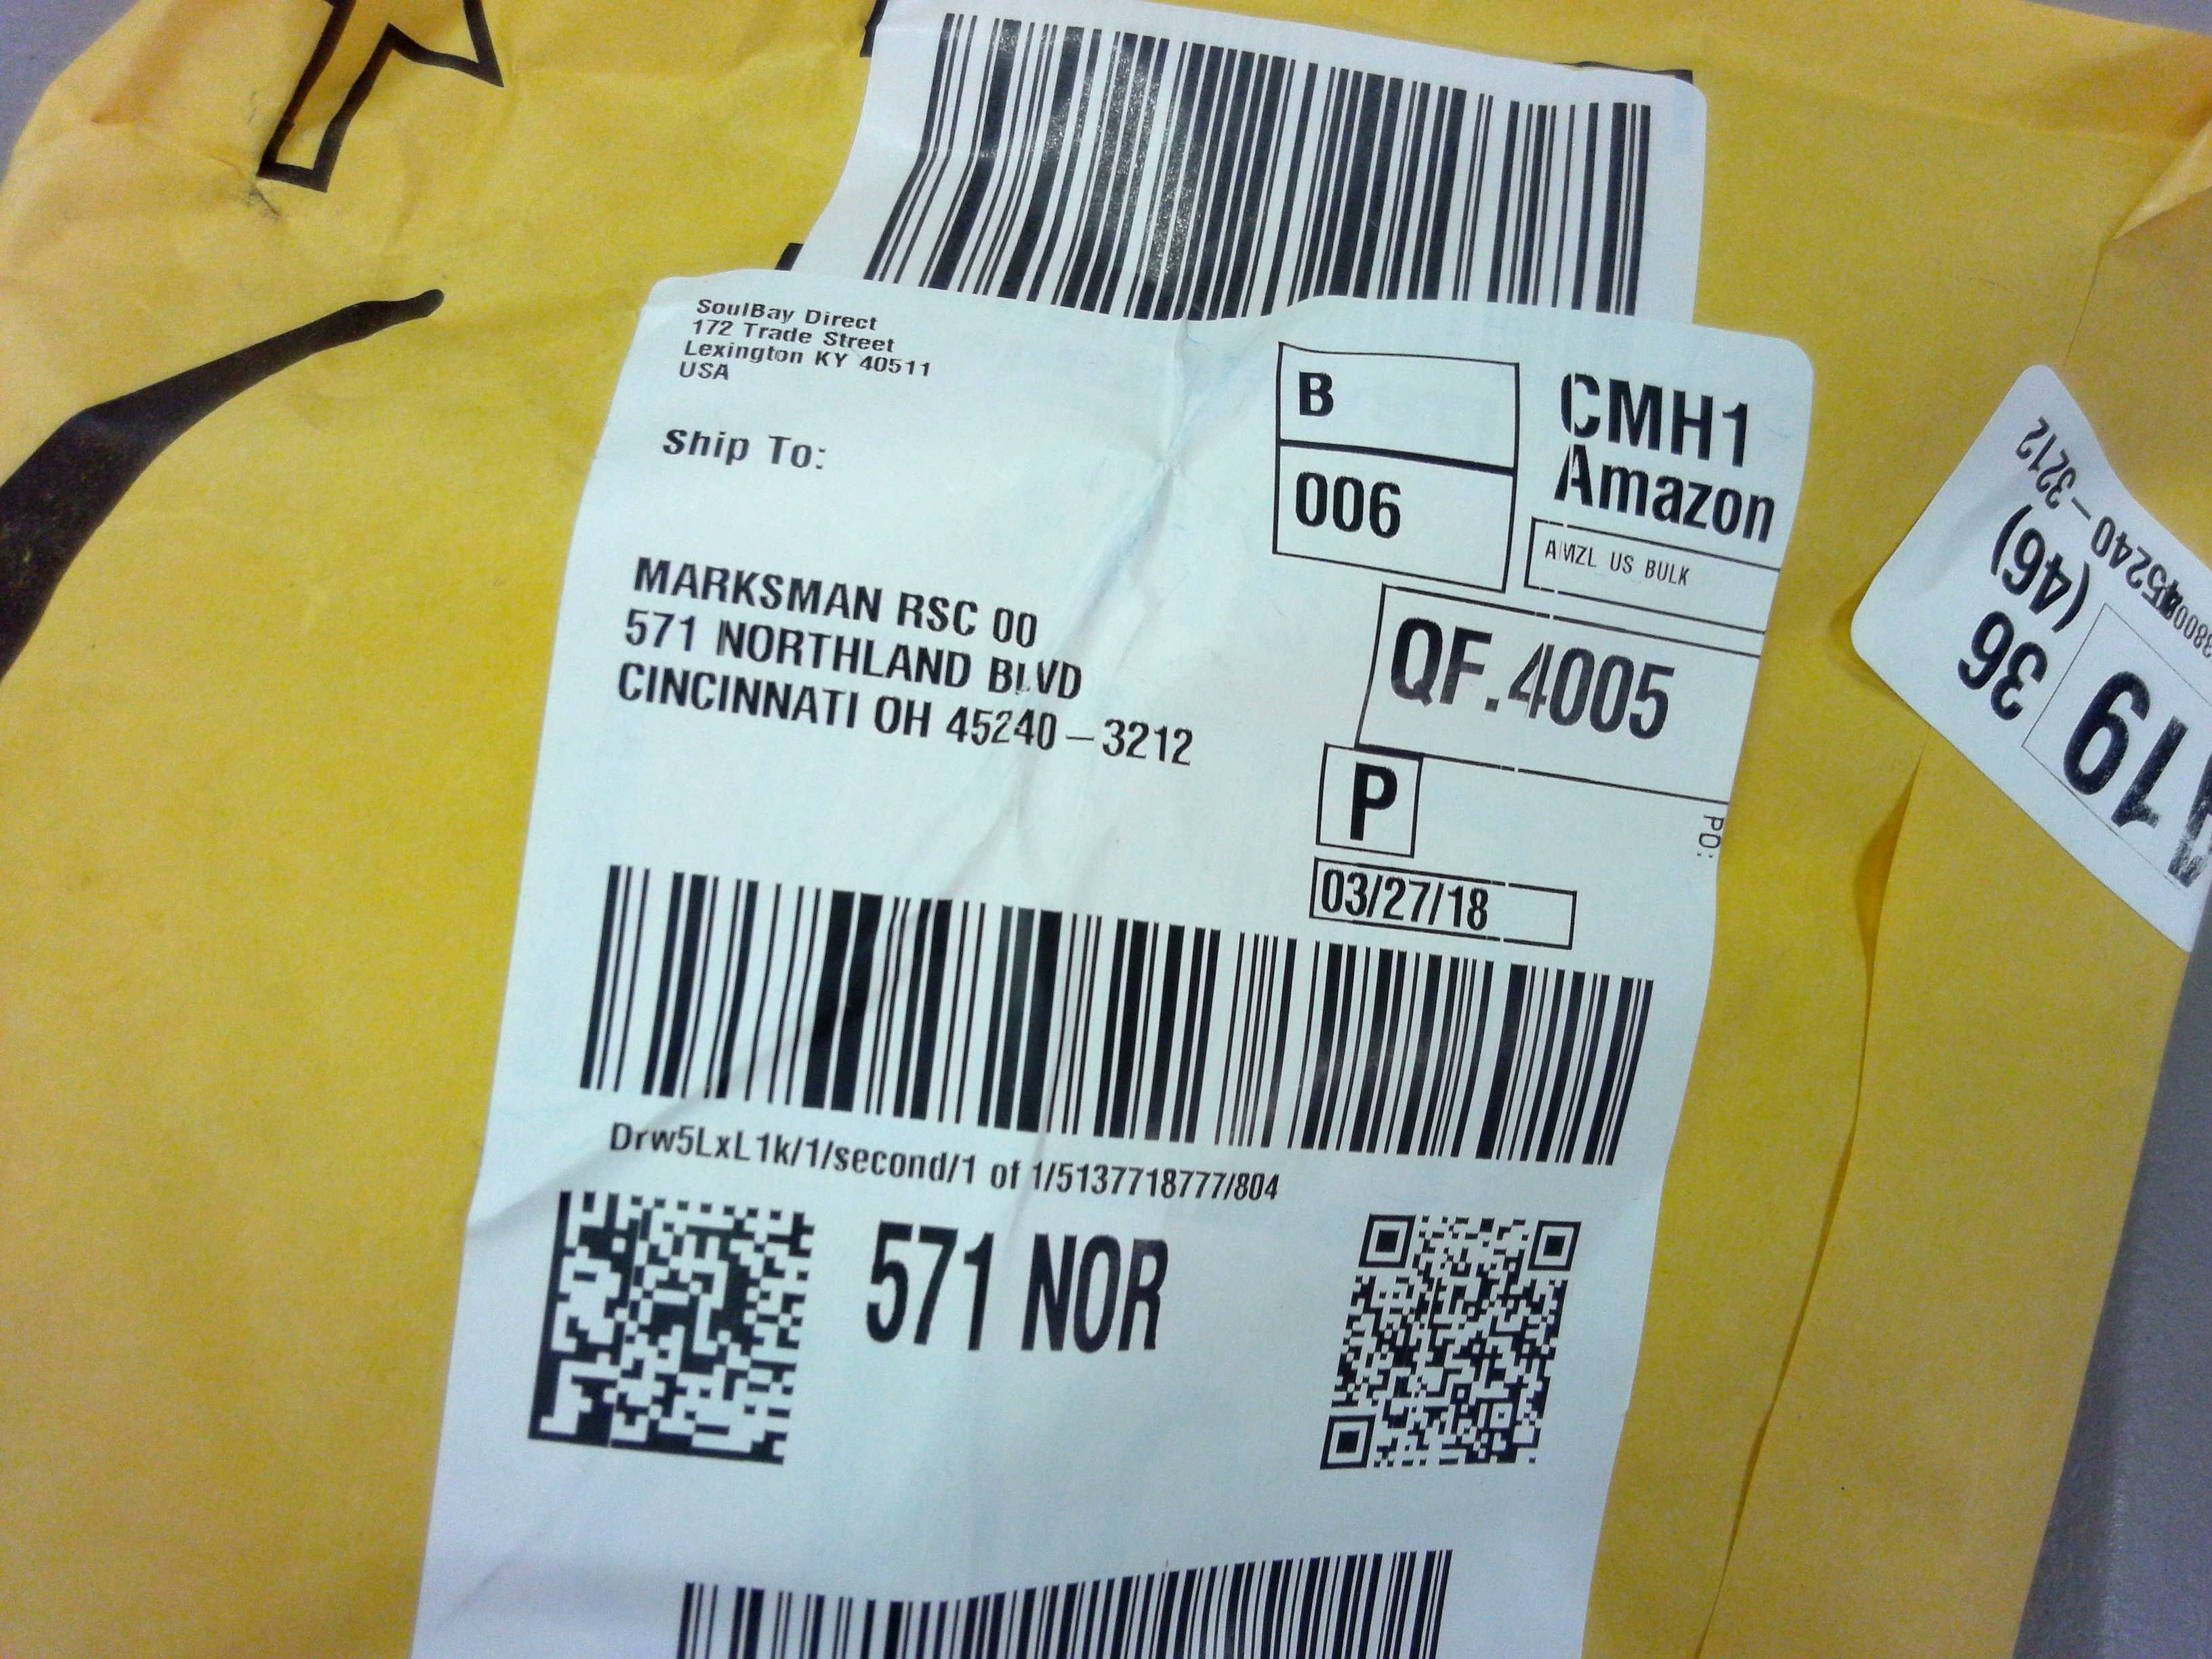 SoulBay Direct
172 Trade Street
Lexington KY 40511
USA
Ship To:
MARKSMAN RSC 00
571 NORTHLAND BLVD
CINCINNATI OH 45240-3212
B
006
CMH1
Amazon
AMZL US BULK
QF.4005
P
PO:
03/27/18
Drw5LxL1k/1/second/1 of 1/5137718777/804
571 NOR
45240-3212
(46)
36